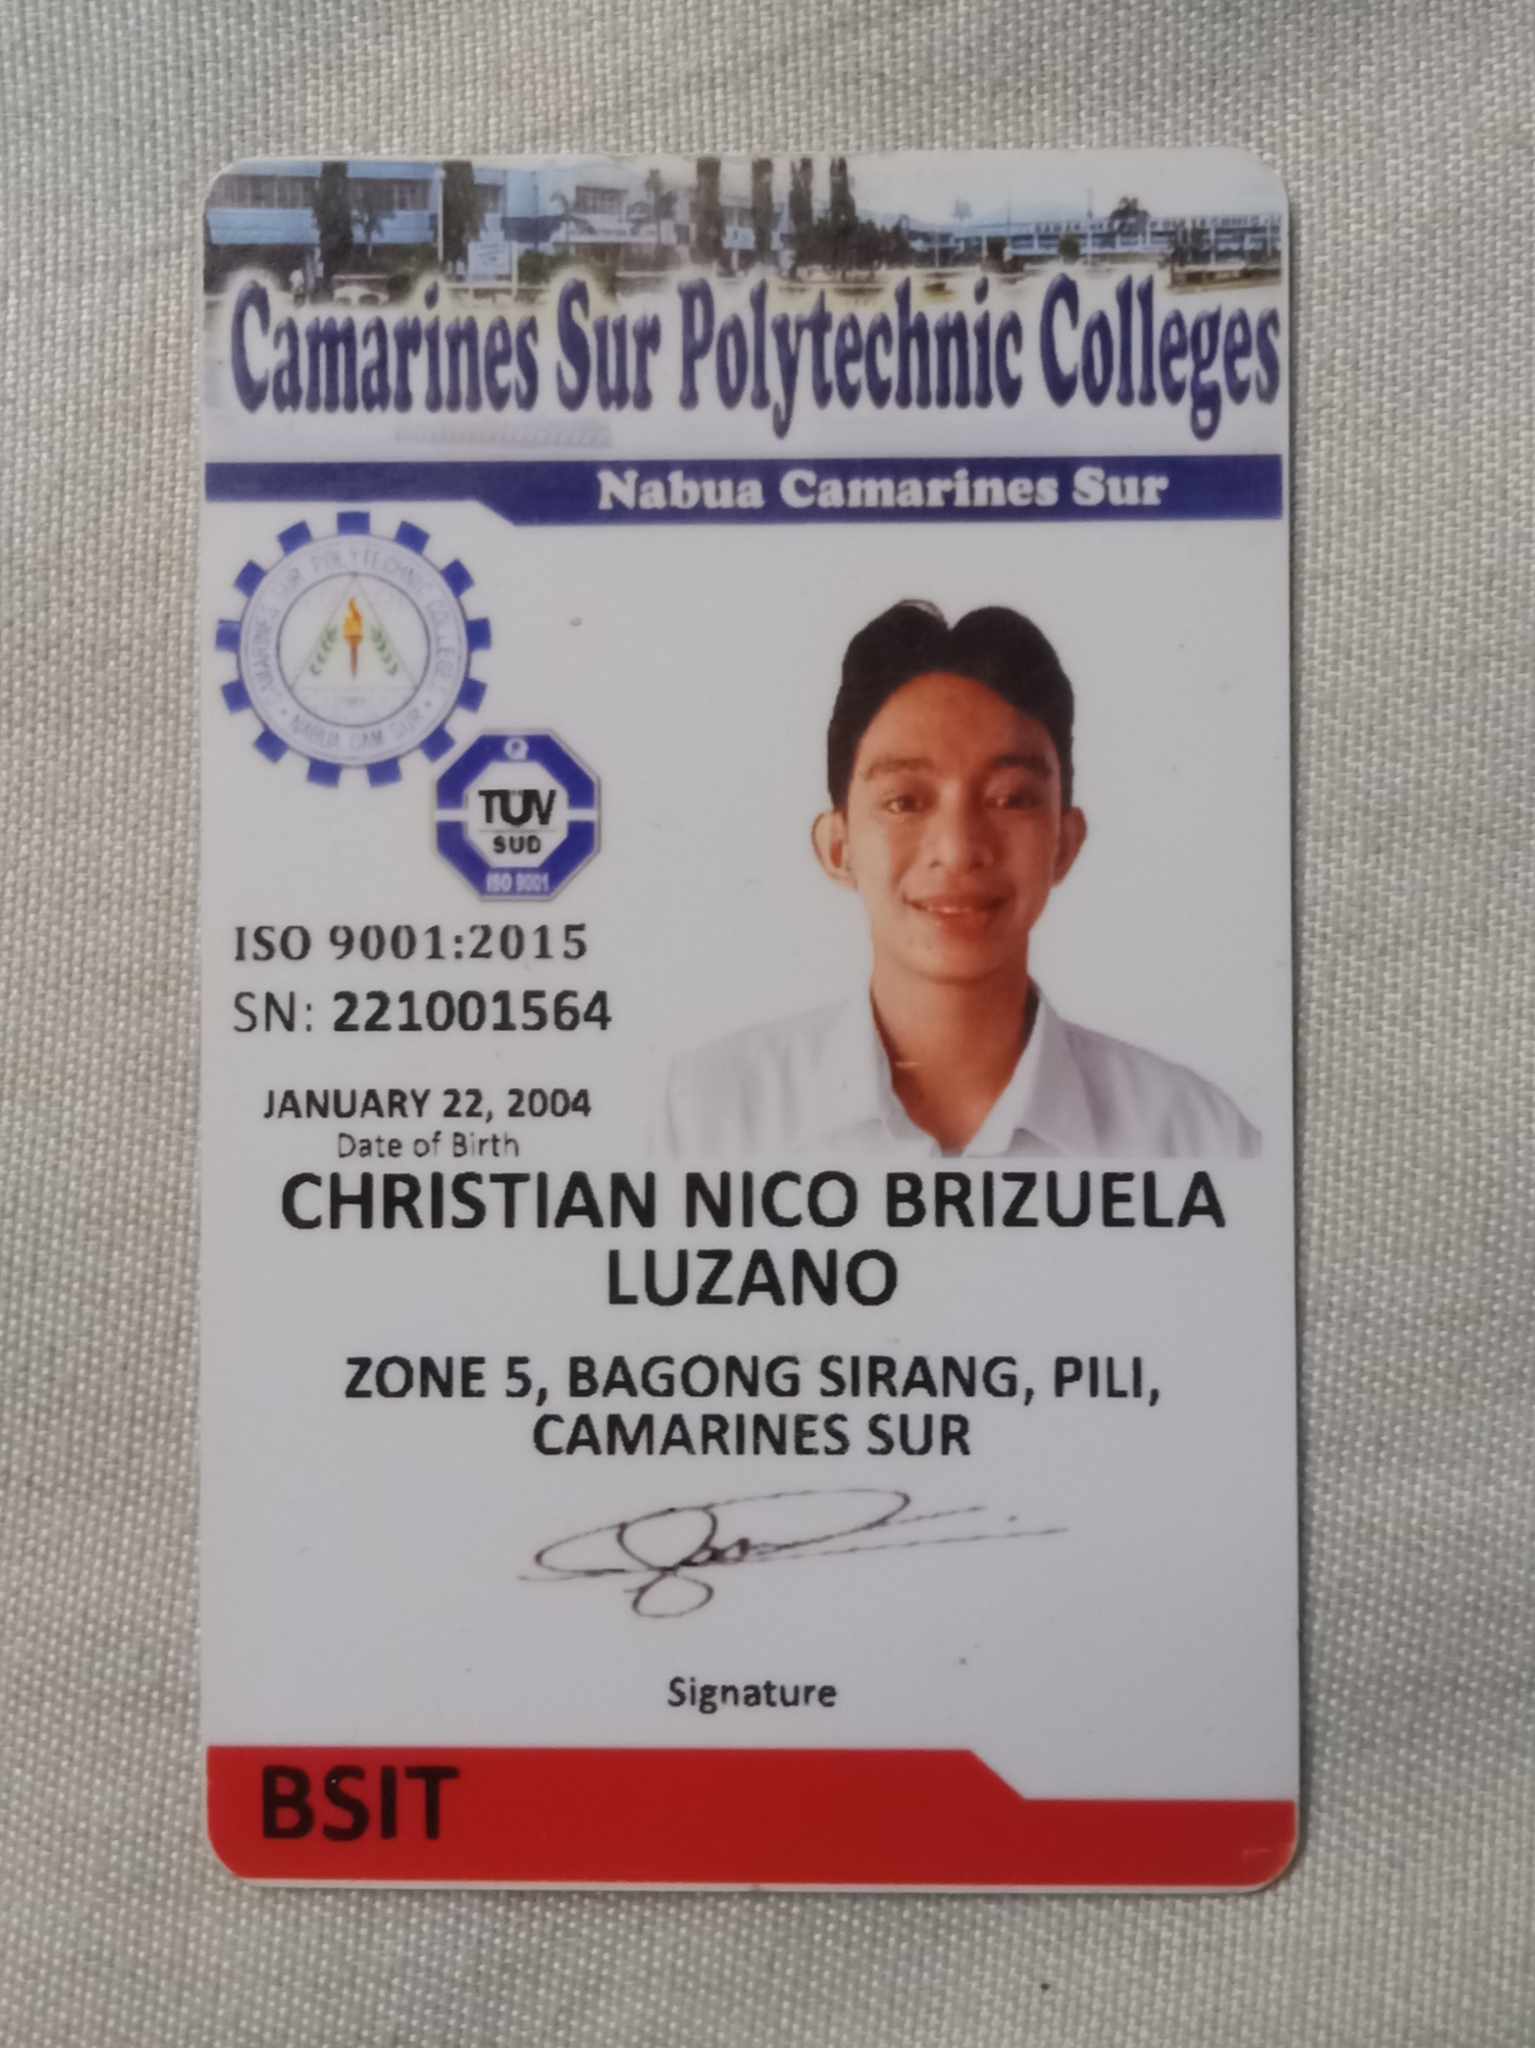 Camarines Sur Polytechnic Colleges
Nabua Camarines Sur
CAMARINES SUR POLYTECHNIC COLLEGES
• NABUA CAM SUR •
TÜV
SUD
ISO 9001
ISO 9001:2015
SN: 221001564
JANUARY 22, 2004
Date of Birth
CHRISTIAN NICO BRIZUELA
LUZANO
ZONE 5, BAGONG SIRANG, PILI,
CAMARINES SUR
Signature
BSIT